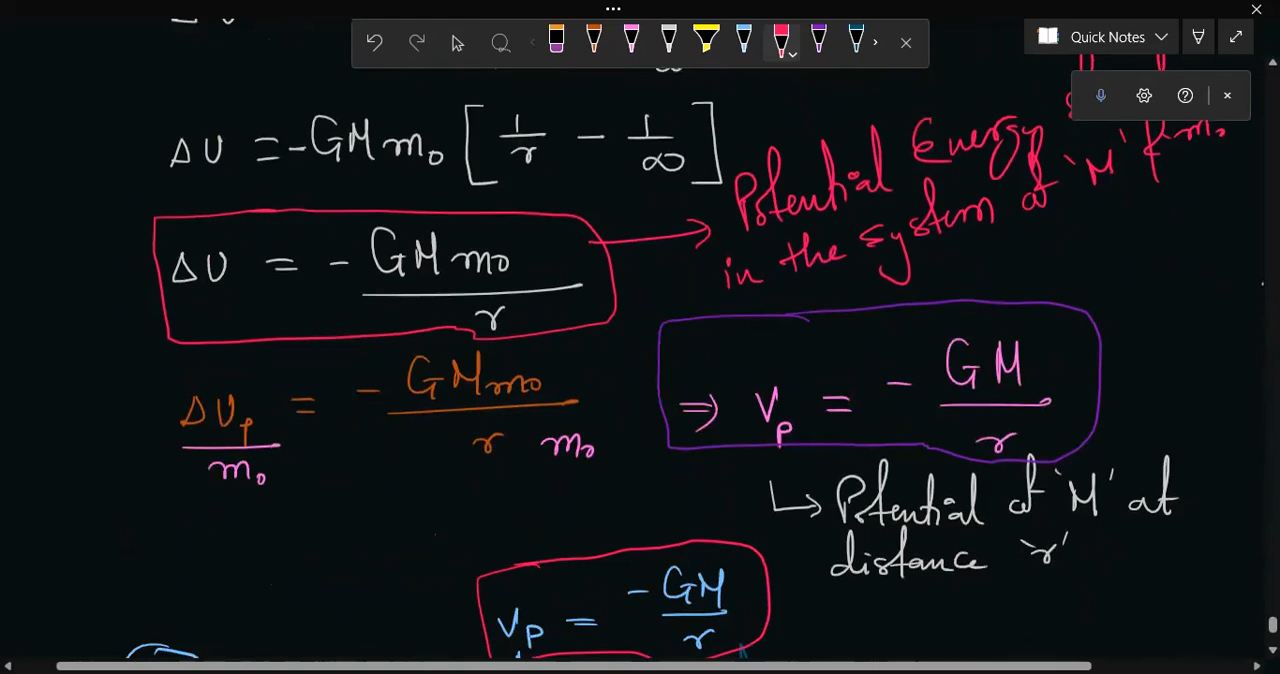 Quick Notes
∞
ΔU = -GMm₀ [ 1/r - 1/∞ ]
ΔU = - GMm₀/r
Potential Energy
in the system of 'M' & m₀
ΔU_p/m₀ = - GMm₀/r m₀
⇒ V_p = - GM/r
↳ Potential of 'M' at
distance 'r'
V_p = - GM/r